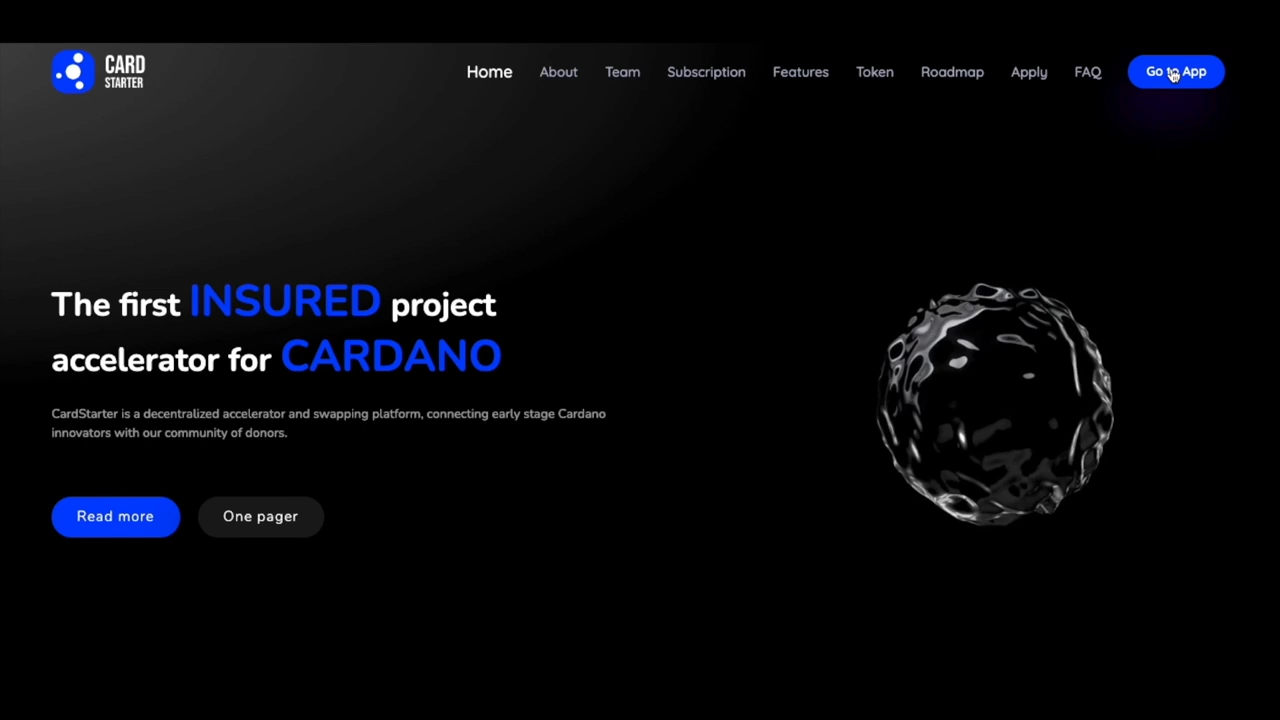 CARD
STARTER
Home About Team Subscription Features Token Roadmap Apply FAQ Go to App
The first INSURED project
accelerator for CARDANO
CardStarter is a decentralized accelerator and swapping platform, connecting early stage Cardano
innovators with our community of donors.
Read more One pager